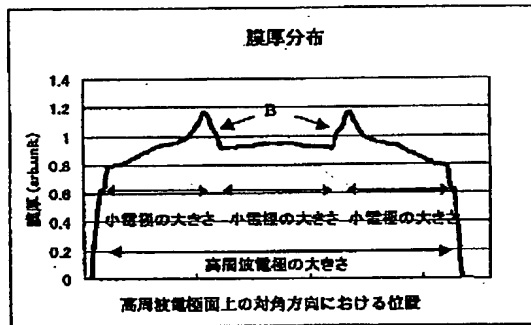 膜厚分布
膜厚 (arb.unit)
1.4
1.2
1
0.8
0.6
0.4
0.2
0
B
小電極の大きさ 小電極の大きさ 小電極の大きさ
高周波電極の大きさ
高周波電極面上の対角方向における位置